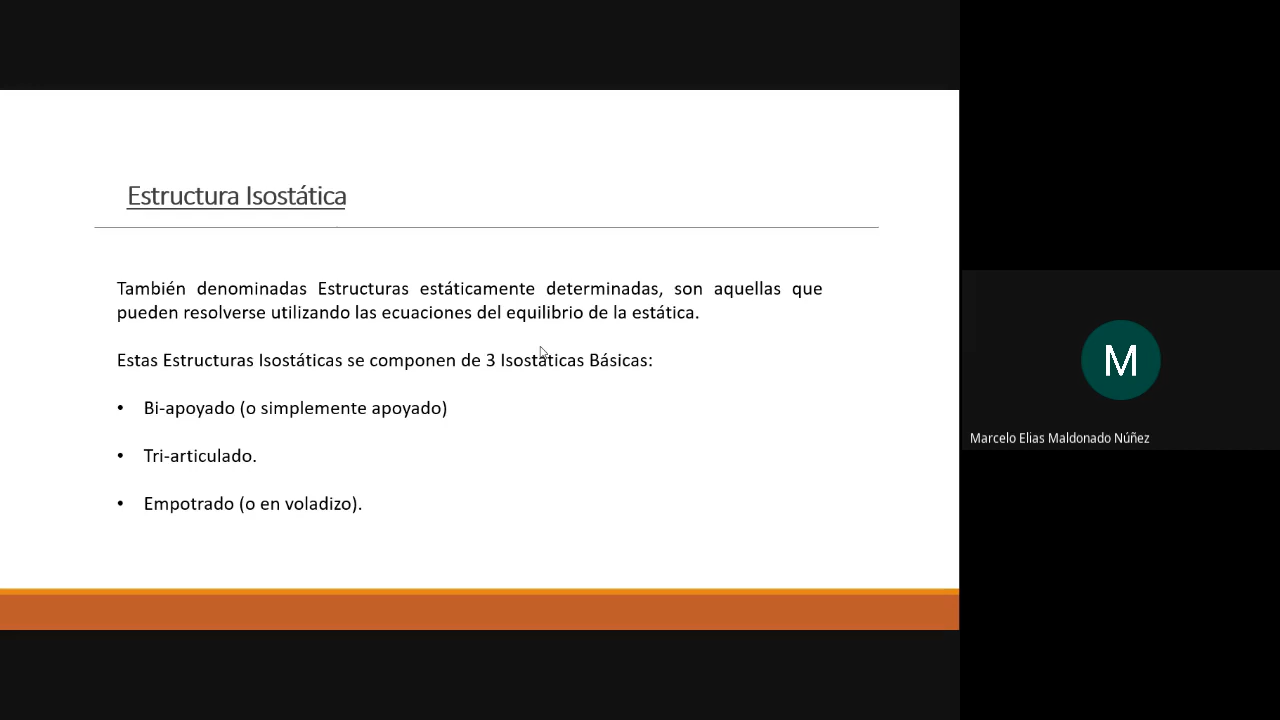 Estructura Isostática
También denominadas Estructuras estáticamente determinadas, son aquellas que
pueden resolverse utilizando las ecuaciones del equilibrio de la estática.
Estas Estructuras Isostáticas se componen de 3 Isostáticas Básicas:
• Bi-apoyado (o simplemente apoyado)
• Tri-articulado.
• Empotrado (o en voladizo).
M
Marcelo Elias Maldonado Núñez